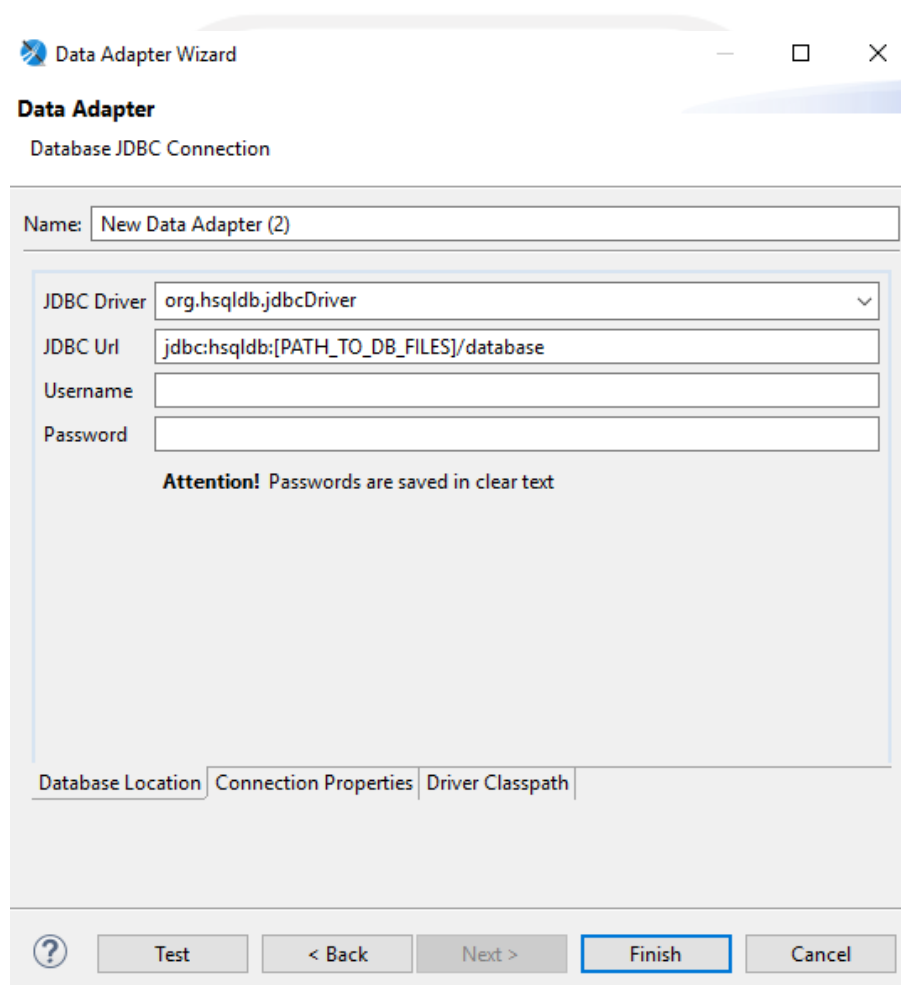 Data Adapter Wizard
Data Adapter
Database JDBC Connection
Name: New Data Adapter (2)
JDBC Driver org.hsqldb.jdbcDriver
JDBC Url jdbc:hsqldb:[PATH_TO_DB_FILES]/database
Username
Password
Attention! Passwords are saved in clear text
Database Location Connection Properties Driver Classpath
? Test < Back Next > Finish Cancel